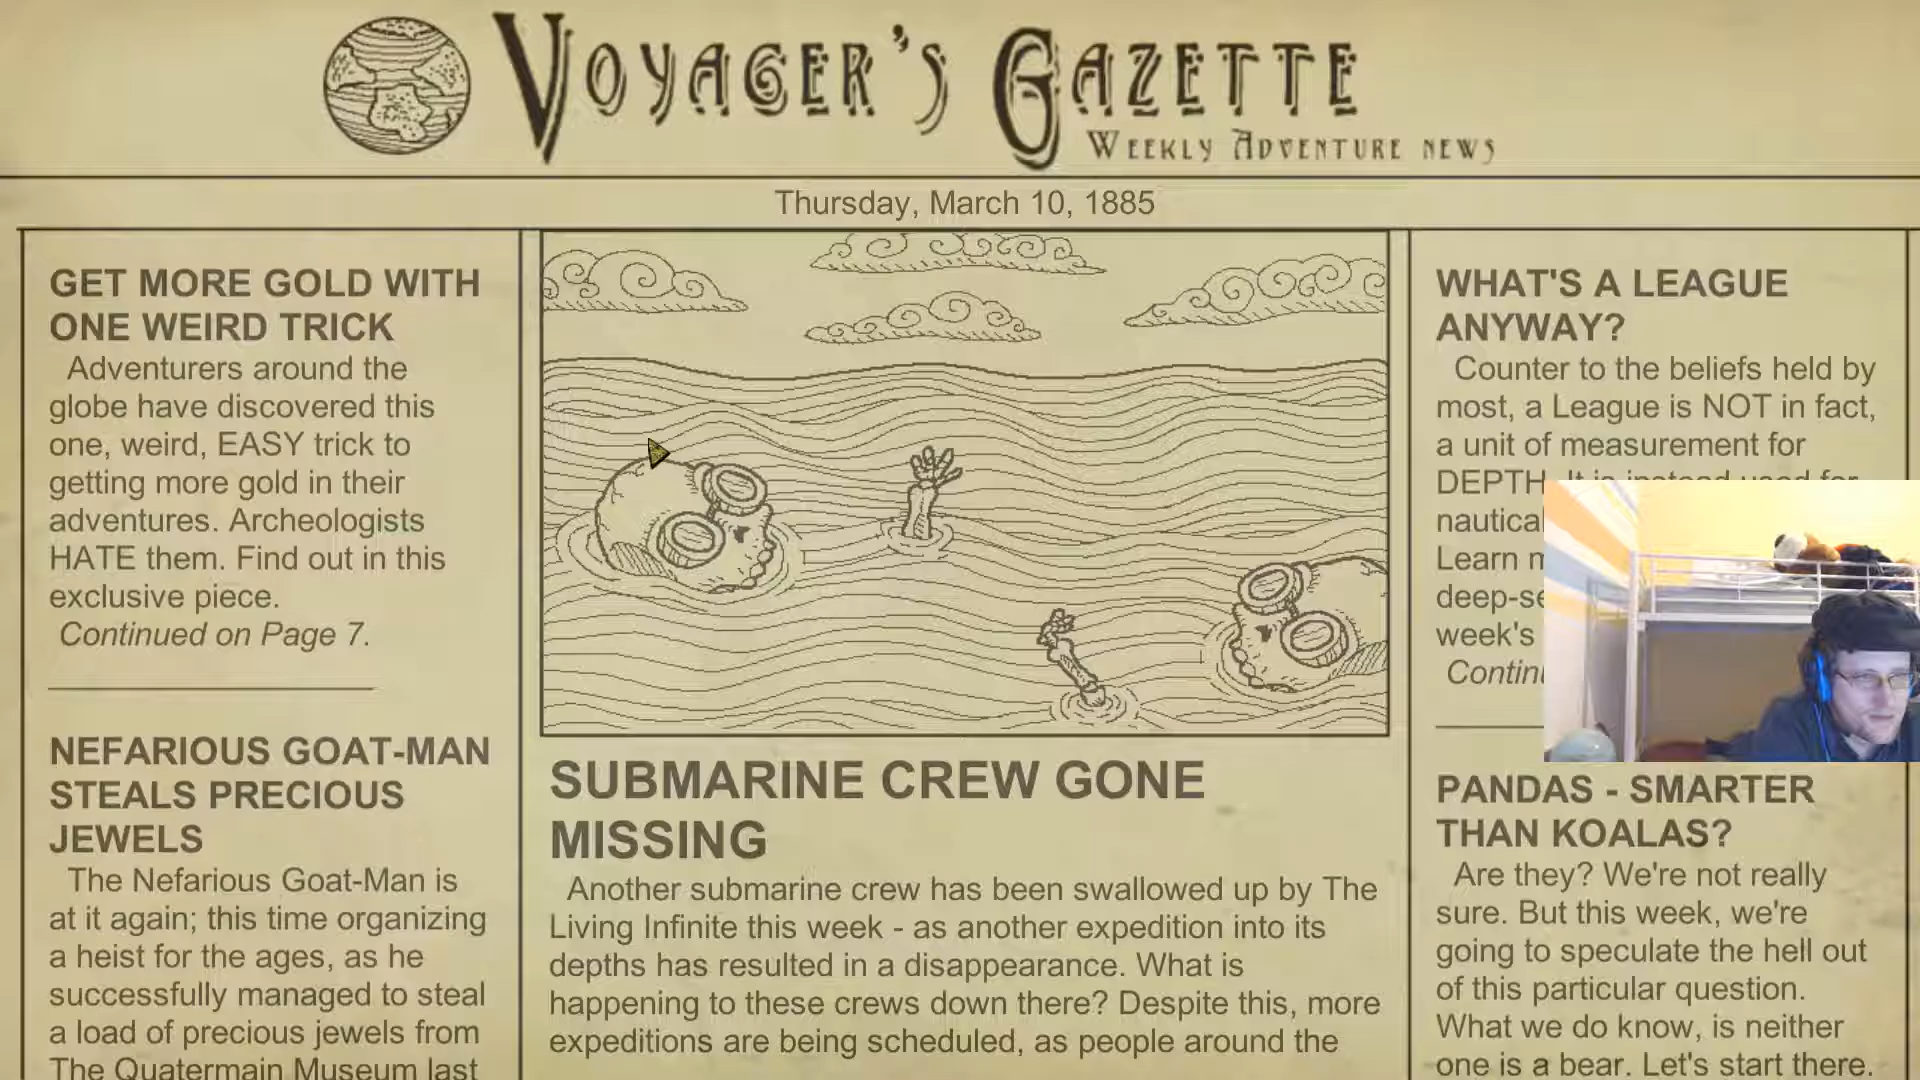 VOYAGER'S GAZETTE
WEEKLY ADVENTURE NEWS
Thursday, March 10, 1885
GET MORE GOLD WITH
ONE WEIRD TRICK
Adventurers around the
globe have discovered this
one, weird, EASY trick to
getting more gold in their
adventures. Archeologists
HATE them. Find out in this
exclusive piece.
Continued on Page 7.
NEFARIOUS GOAT-MAN
STEALS PRECIOUS
JEWELS
The Nefarious Goat-Man is
at it again; this time organizing
a heist for the ages, as he
successfully managed to steal
a load of precious jewels from
The Quatermain Museum last
SUBMARINE CREW GONE
MISSING
Another submarine crew has been swallowed up by The
Living Infinite this week - as another expedition into its
depths has resulted in a disappearance. What is
happening to these crews down there? Despite this, more
expeditions are being scheduled, as people around the
WHAT'S A LEAGUE
ANYWAY?
Counter to the beliefs held by
most, a League is NOT in fact,
a unit of measurement for
DEPTH. It is instead used for
Learn
week's
PANDAS - SMARTER
THAN KOALAS?
Are they? We're not really
sure. But this week, we're
going to speculate the hell out
of this particular question.
What we do know, is neither
one is a bear. Let's start there.